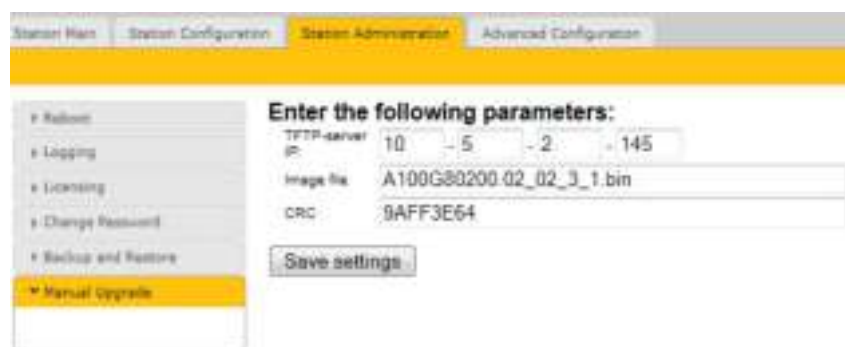 Station Main Station Configuration Station Administration Advanced Configuration
Enter the following parameters:
Reboot
TFTP-server IP: 10 - 5 - 2 - 145
Logging
Image file A100G80200.02_02_3_1.bin
Licensing
CRC 9AFF3E64
Change Password
Backup and Restore
Save settings
Manual Upgrade